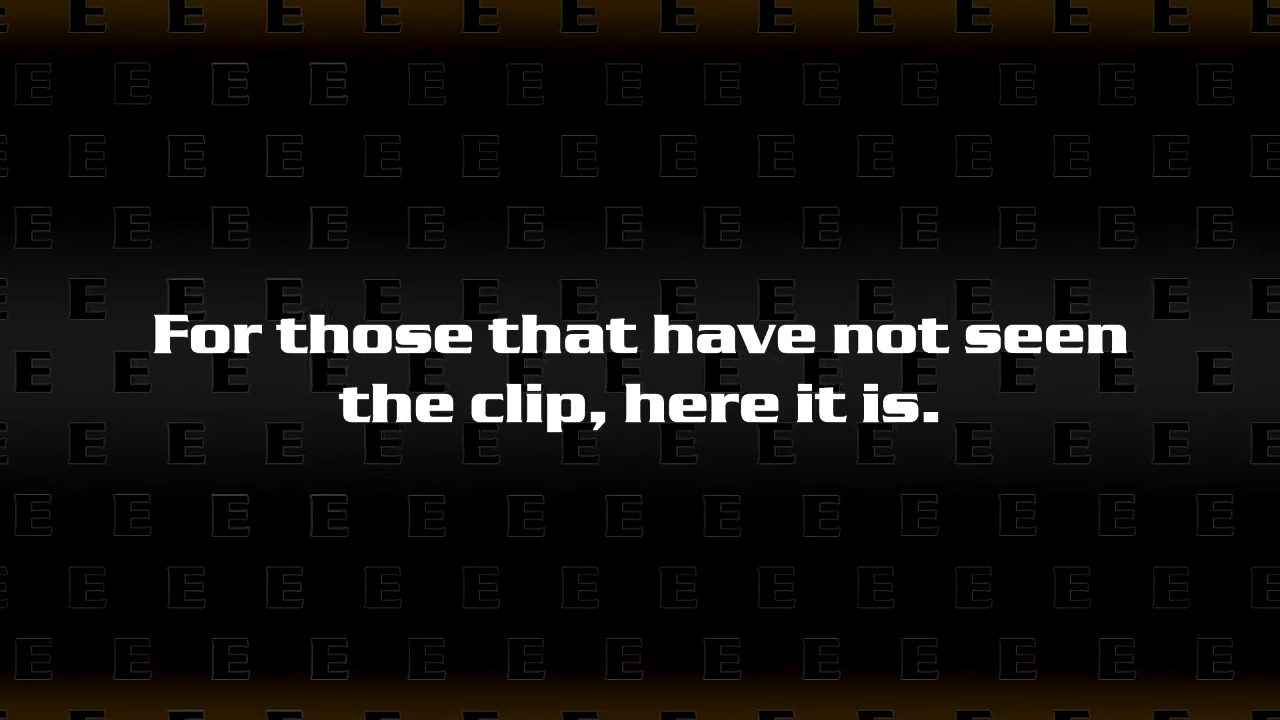 For those that have not seen
the clip, here it is.